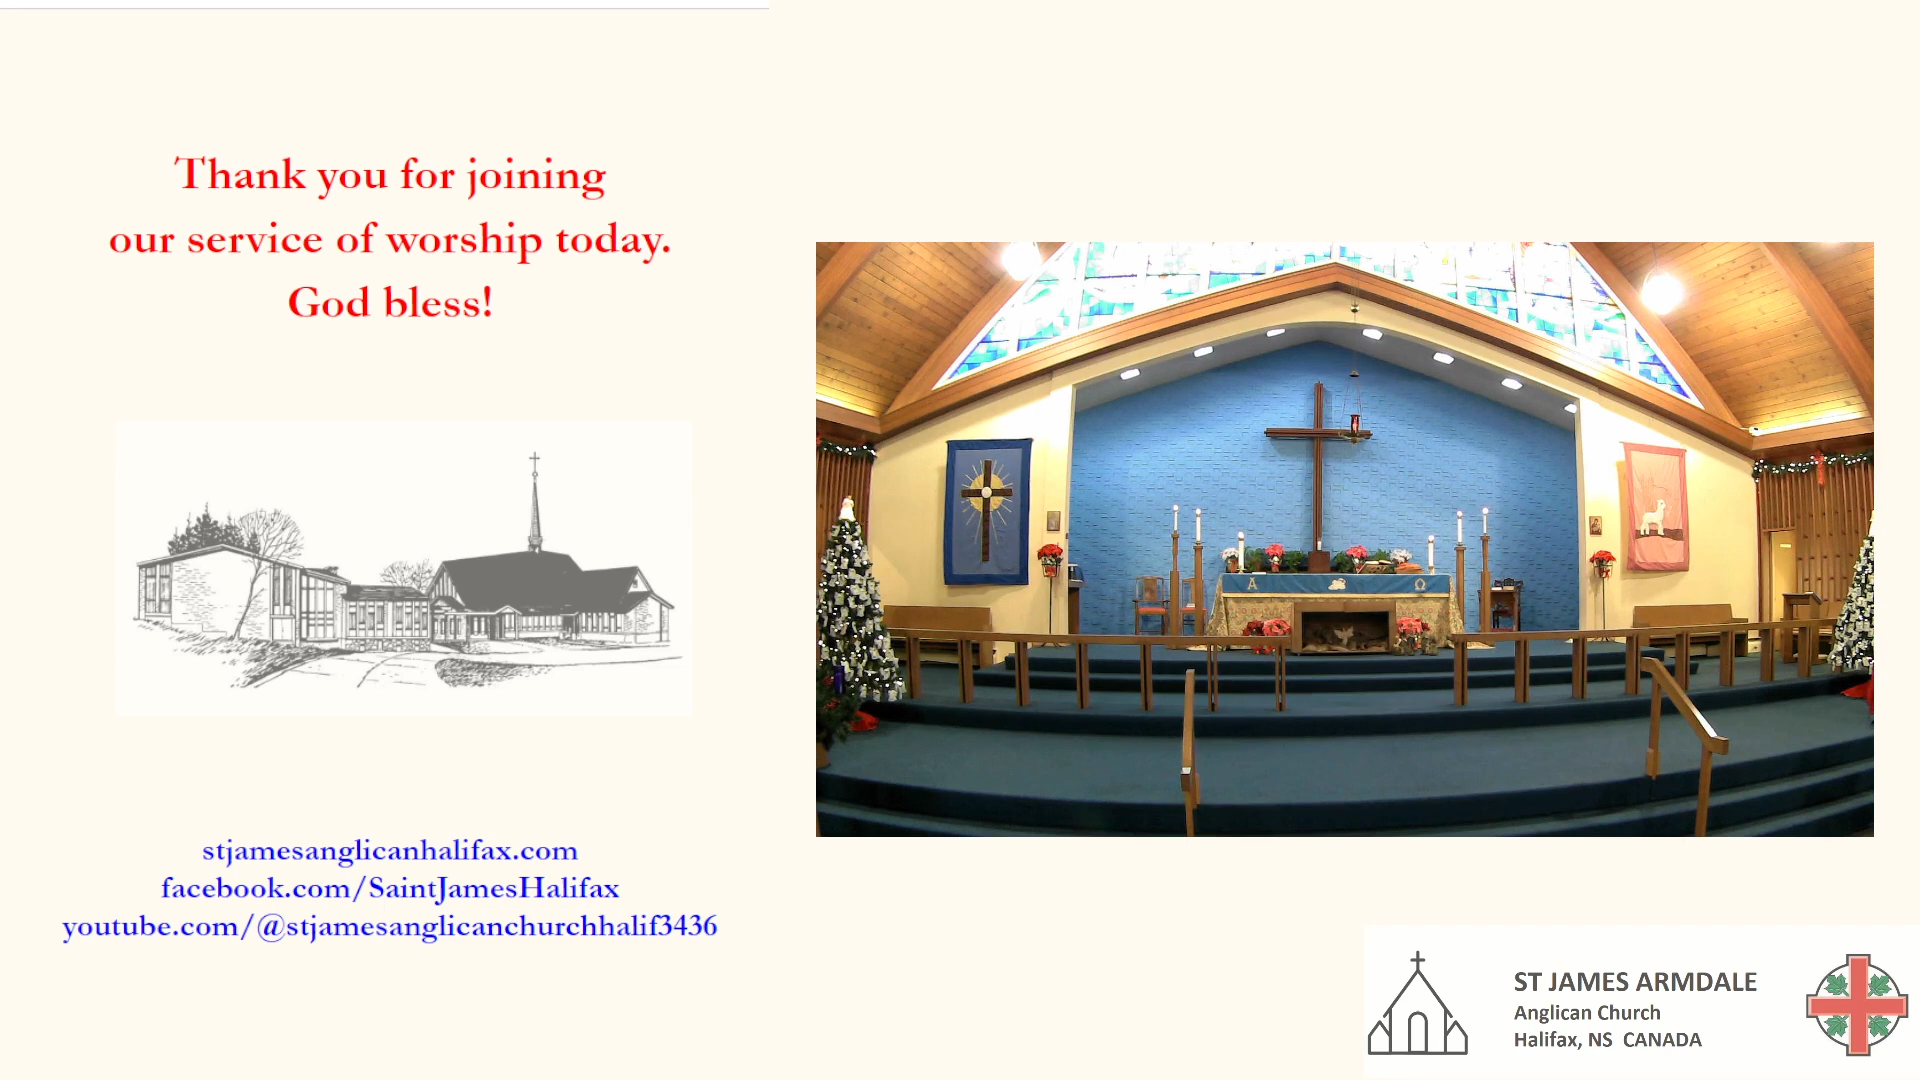 Thank you for joining
our service of worship today.
God bless!
stjamesanglicanhalifax.com
facebook.com/SaintJamesHalifax
youtube.com/@stjamesanglicanchurchhalif3436
Α Ω
ST JAMES ARMDALE
Anglican Church
Halifax, NS CANADA